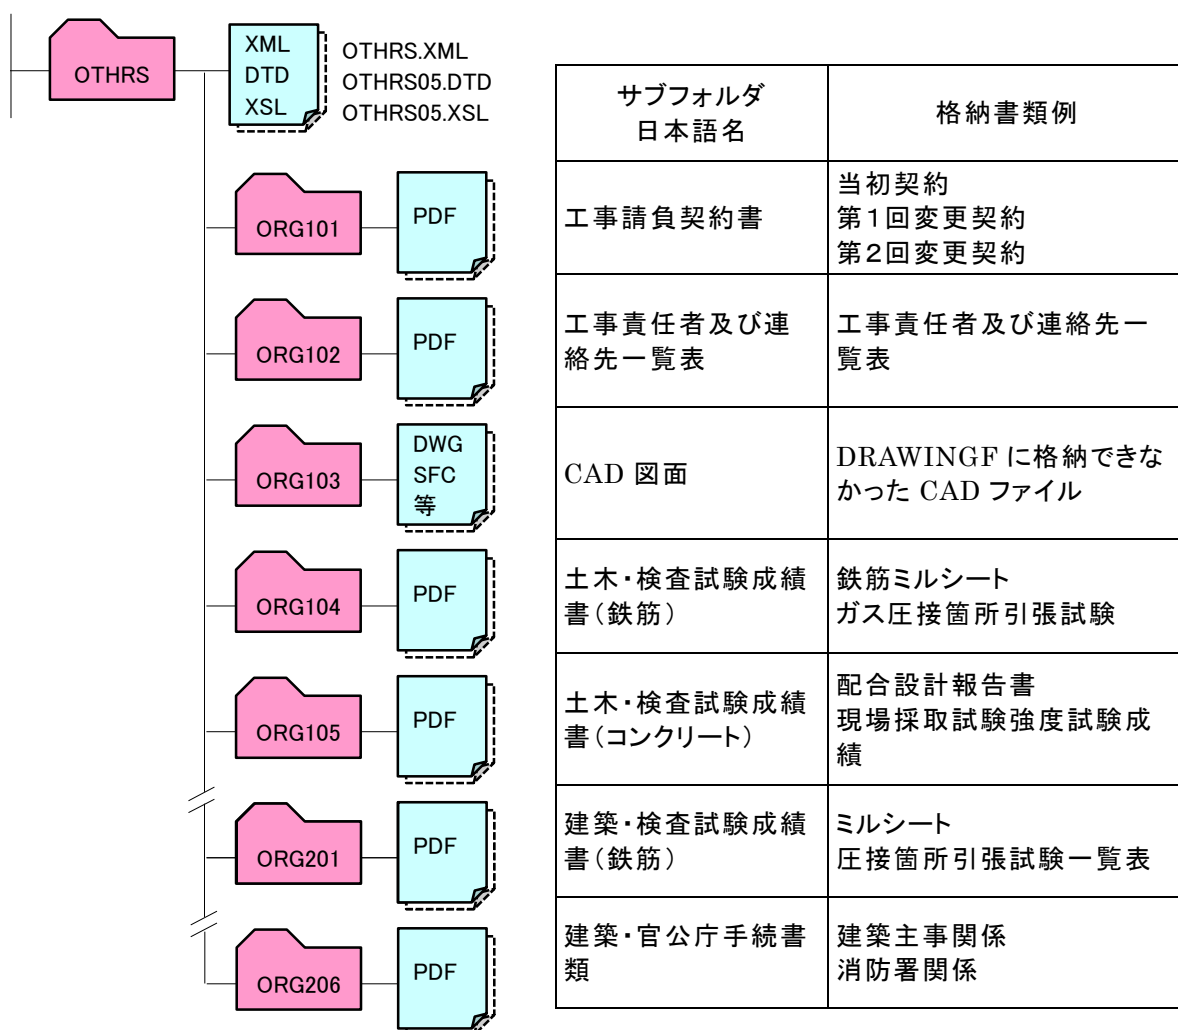 OTHRS
XML
DTD
XSL
OTHRS.XML
OTHRS05.DTD
OTHRS05.XSL
サブフォルダ
日本語名
格納書類例
ORG101
PDF
工事請負契約書
当初契約
第1回変更契約
第2回変更契約
ORG102
PDF
工事責任者及び連
絡先一覧表
工事責任者及び連絡先一
覧表
ORG103
DWG
SFC
等
CAD 図面
DRAWINGF に格納できな
かった CAD ファイル
ORG104
PDF
土木・検査試験成績
書(鉄筋)
鉄筋ミルシート
ガス圧接箇所引張試験
ORG105
PDF
土木・検査試験成績
書(コンクリート)
配合設計報告書
現場採取試験強度試験成
績
ORG201
PDF
建築・検査試験成績
書(鉄筋)
ミルシート
圧接箇所引張試験一覧表
ORG206
PDF
建築・官公庁手続書
類
建築主事関係
消防署関係